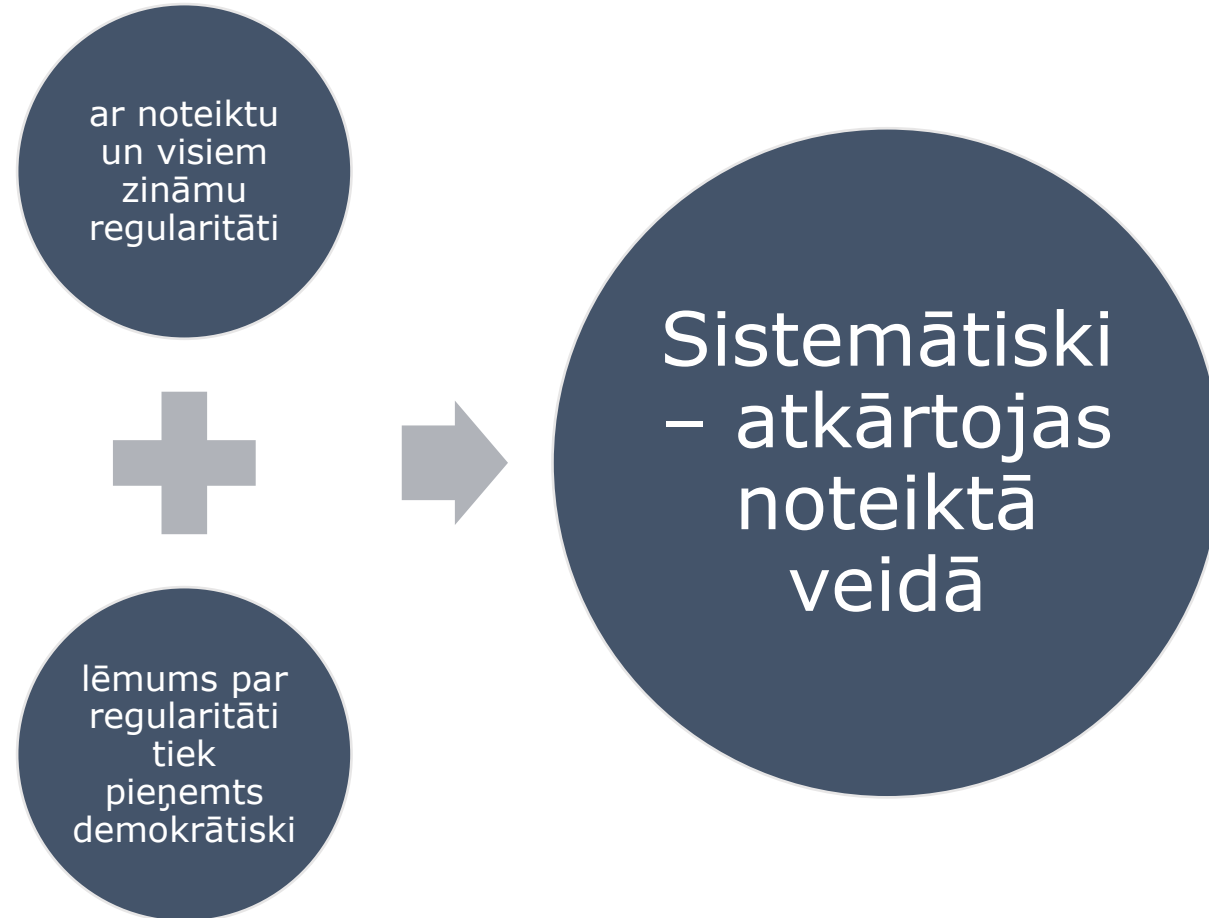 ar noteiktu
un visiem
zināmu
regularitāti
lēmums par
regularitāti
tiek
pieņemts
demokrātiski
Sistemātiski
– atkārtojas
noteiktā
veidā